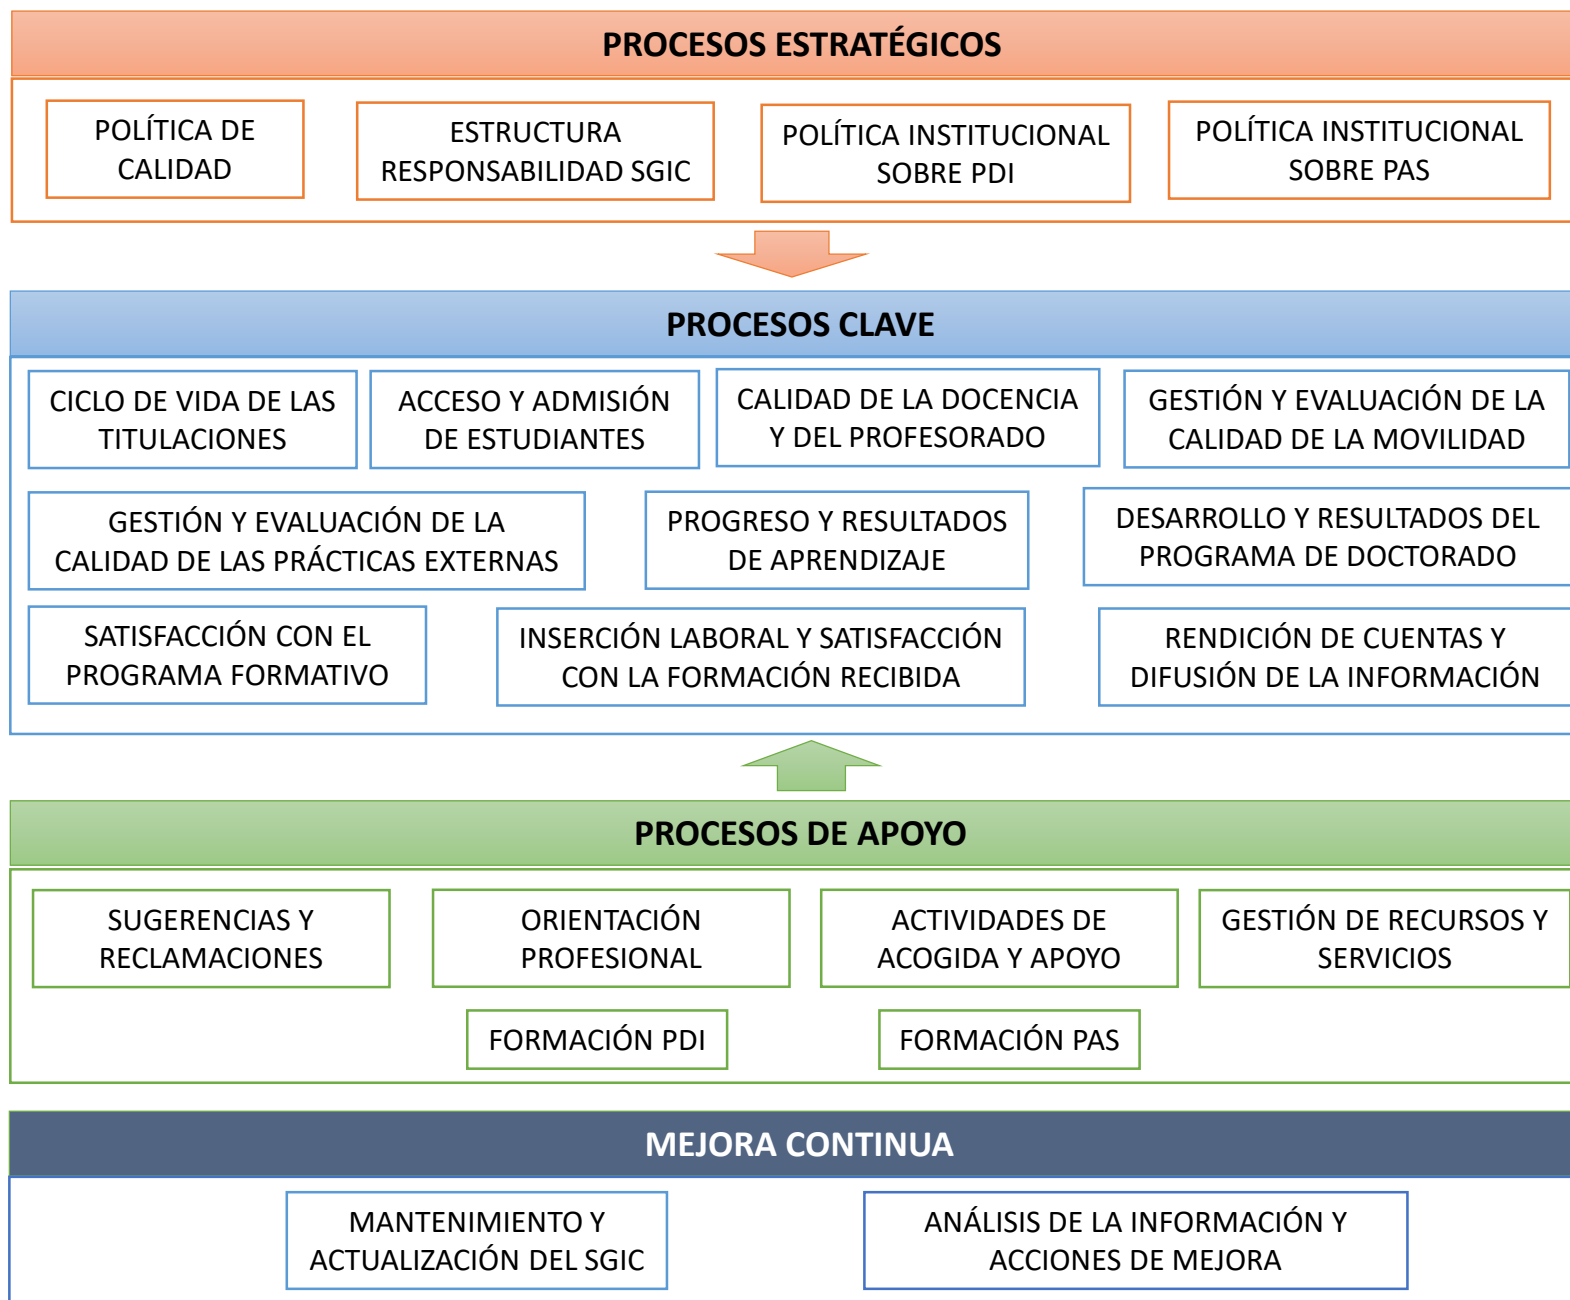 PROCESOS ESTRATÉGICOS
POLÍTICA DE
CALIDAD
ESTRUCTURA
RESPONSABILIDAD SGIC
POLÍTICA INSTITUCIONAL
SOBRE PDI
POLÍTICA INSTITUCIONAL
SOBRE PAS
PROCESOS CLAVE
CICLO DE VIDA DE LAS
TITULACIONES
ACCESO Y ADMISIÓN
DE ESTUDIANTES
CALIDAD DE LA DOCENCIA
Y DEL PROFESORADO
GESTIÓN Y EVALUACIÓN DE LA
CALIDAD DE LA MOVILIDAD
GESTIÓN Y EVALUACIÓN DE LA
CALIDAD DE LAS PRÁCTICAS EXTERNAS
PROGRESO Y RESULTADOS
DE APRENDIZAJE
DESARROLLO Y RESULTADOS DEL
PROGRAMA DE DOCTORADO
SATISFACCIÓN CON EL
PROGRAMA FORMATIVO
INSERCIÓN LABORAL Y SATISFACCIÓN
CON LA FORMACIÓN RECIBIDA
RENDICIÓN DE CUENTAS Y
DIFUSIÓN DE LA INFORMACIÓN
PROCESOS DE APOYO
SUGERENCIAS Y
RECLAMACIONES
ORIENTACIÓN
PROFESIONAL
ACTIVIDADES DE
ACOGIDA Y APOYO
GESTIÓN DE RECURSOS Y
SERVICIOS
FORMACIÓN PDI
FORMACIÓN PAS
MEJORA CONTINUA
MANTENIMIENTO Y
ACTUALIZACIÓN DEL SGIC
ANÁLISIS DE LA INFORMACIÓN Y
ACCIONES DE MEJORA